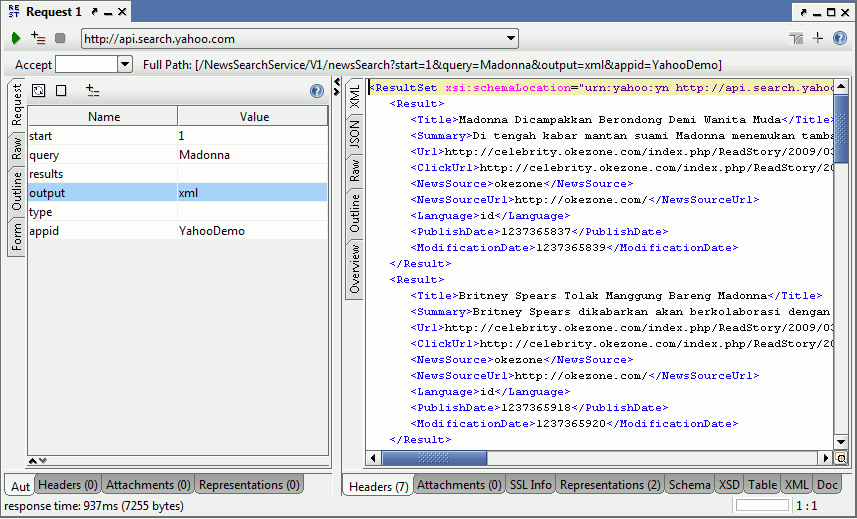 REST Request 1
http://api.search.yahoo.com
Accept Full Path: [/NewsSearchService/V1/newsSearch?start=1&query=Madonna&output=xml&appid=YahooDemo]
Request
Raw
Outline
Form
Name Value
start 1
query Madonna
results
output xml
type
appid YahooDemo
Aut Headers (0) Attachments (0) Representations (0)
XML
JSON
Raw
Outline
Overview
<ResultSet xsi:schemaLocation="urn:yahoo:yn http://api.search.yahoo
<Result>
<Title>Madonna Dicampakkan Berondong Demi Wanita Muda</Title>
<Summary>Di tengah kabar mantan suami Madonna menemukan tamba
<Url>http://celebrity.okezone.com/index.php/ReadStory/2009/03
<ClickUrl>http://celebrity.okezone.com/index.php/ReadStory/2
<NewsSource>okezone</NewsSource>
<NewsSourceUrl>http://okezone.com/</NewsSourceUrl>
<Language>id</Language>
<PublishDate>1237365837</PublishDate>
<ModificationDate>1237365839</ModificationDate>
</Result>
<Result>
<Title>Britney Spears Tolak Manggung Bareng Madonna</Title>
<Summary>Britney Spears dikabarkan akan berkolaborasi dengan
<Url>http://celebrity.okezone.com/index.php/ReadStory/2009/03
<ClickUrl>http://celebrity.okezone.com/index.php/ReadStory/2
<NewsSource>okezone</NewsSource>
<NewsSourceUrl>http://okezone.com/</NewsSourceUrl>
<Language>id</Language>
<PublishDate>1237365918</PublishDate>
<ModificationDate>1237365920</ModificationDate>
</Result>
Headers (7) Attachments (0) SSL Info Representations (2) Schema XSD Table XML Doc
response time: 937ms (7255 bytes) 1 : 1